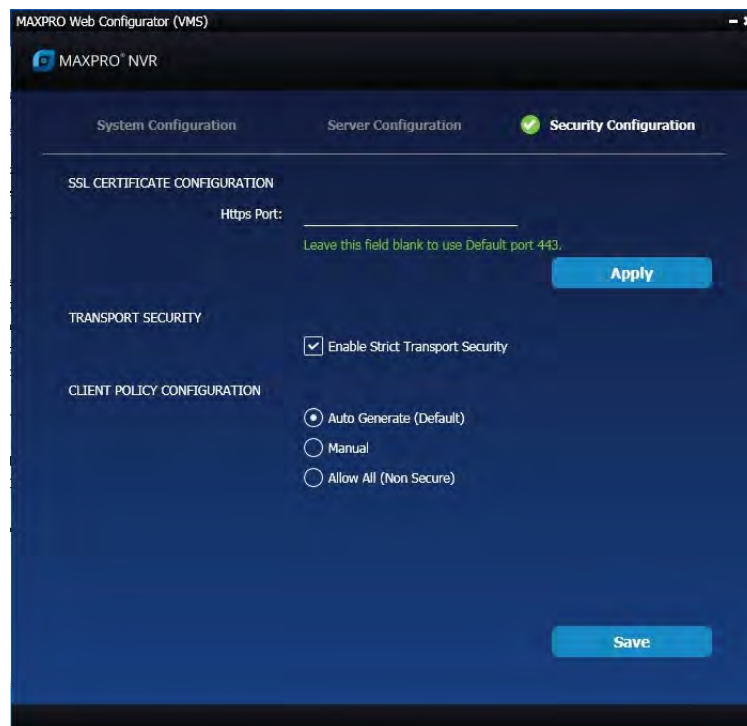 MAXPRO Web Configurator (VMS)
MAXPRO® NVR
System Configuration Server Configuration Security Configuration
SSL CERTIFICATE CONFIGURATION
Https Port:
Leave this field blank to use Default port 443.
Apply
TRANSPORT SECURITY
Enable Strict Transport Security
CLIENT POLICY CONFIGURATION
Auto Generate (Default)
Manual
Allow All (Non Secure)
Save